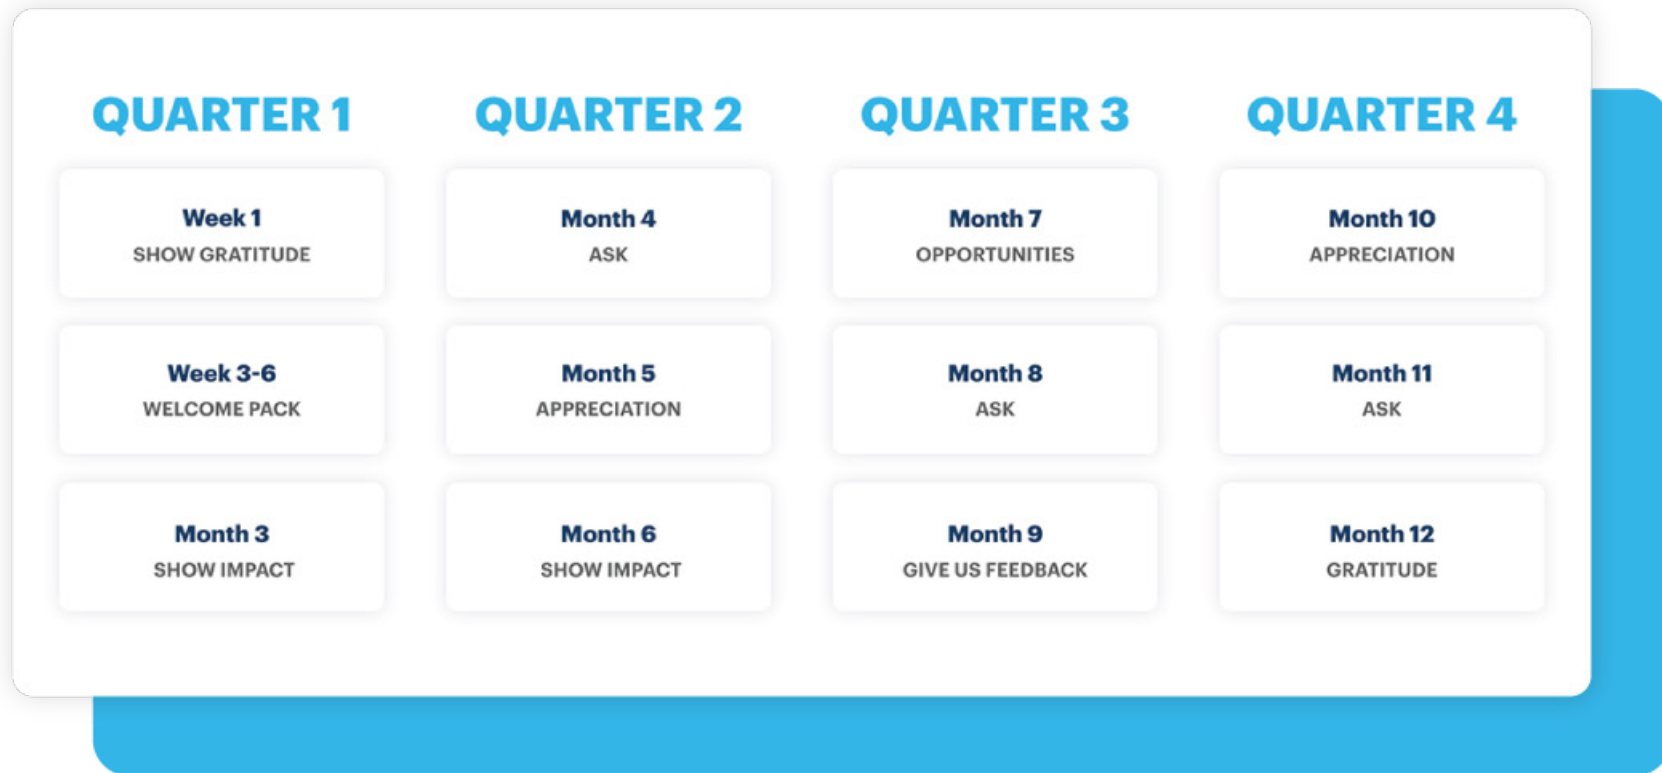 QUARTER 1
Week 1
SHOW GRATITUDE
Week 3-6
WELCOME PACK
Month 3
SHOW IMPACT
QUARTER 2
Month 4
ASK
Month 5
APPRECIATION
Month 6
SHOW IMPACT
QUARTER 3
Month 7
OPPORTUNITIES
Month 8
ASK
Month 9
GIVE US FEEDBACK
QUARTER 4
Month 10
APPRECIATION
Month 11
ASK
Month 12
GRATITUDE